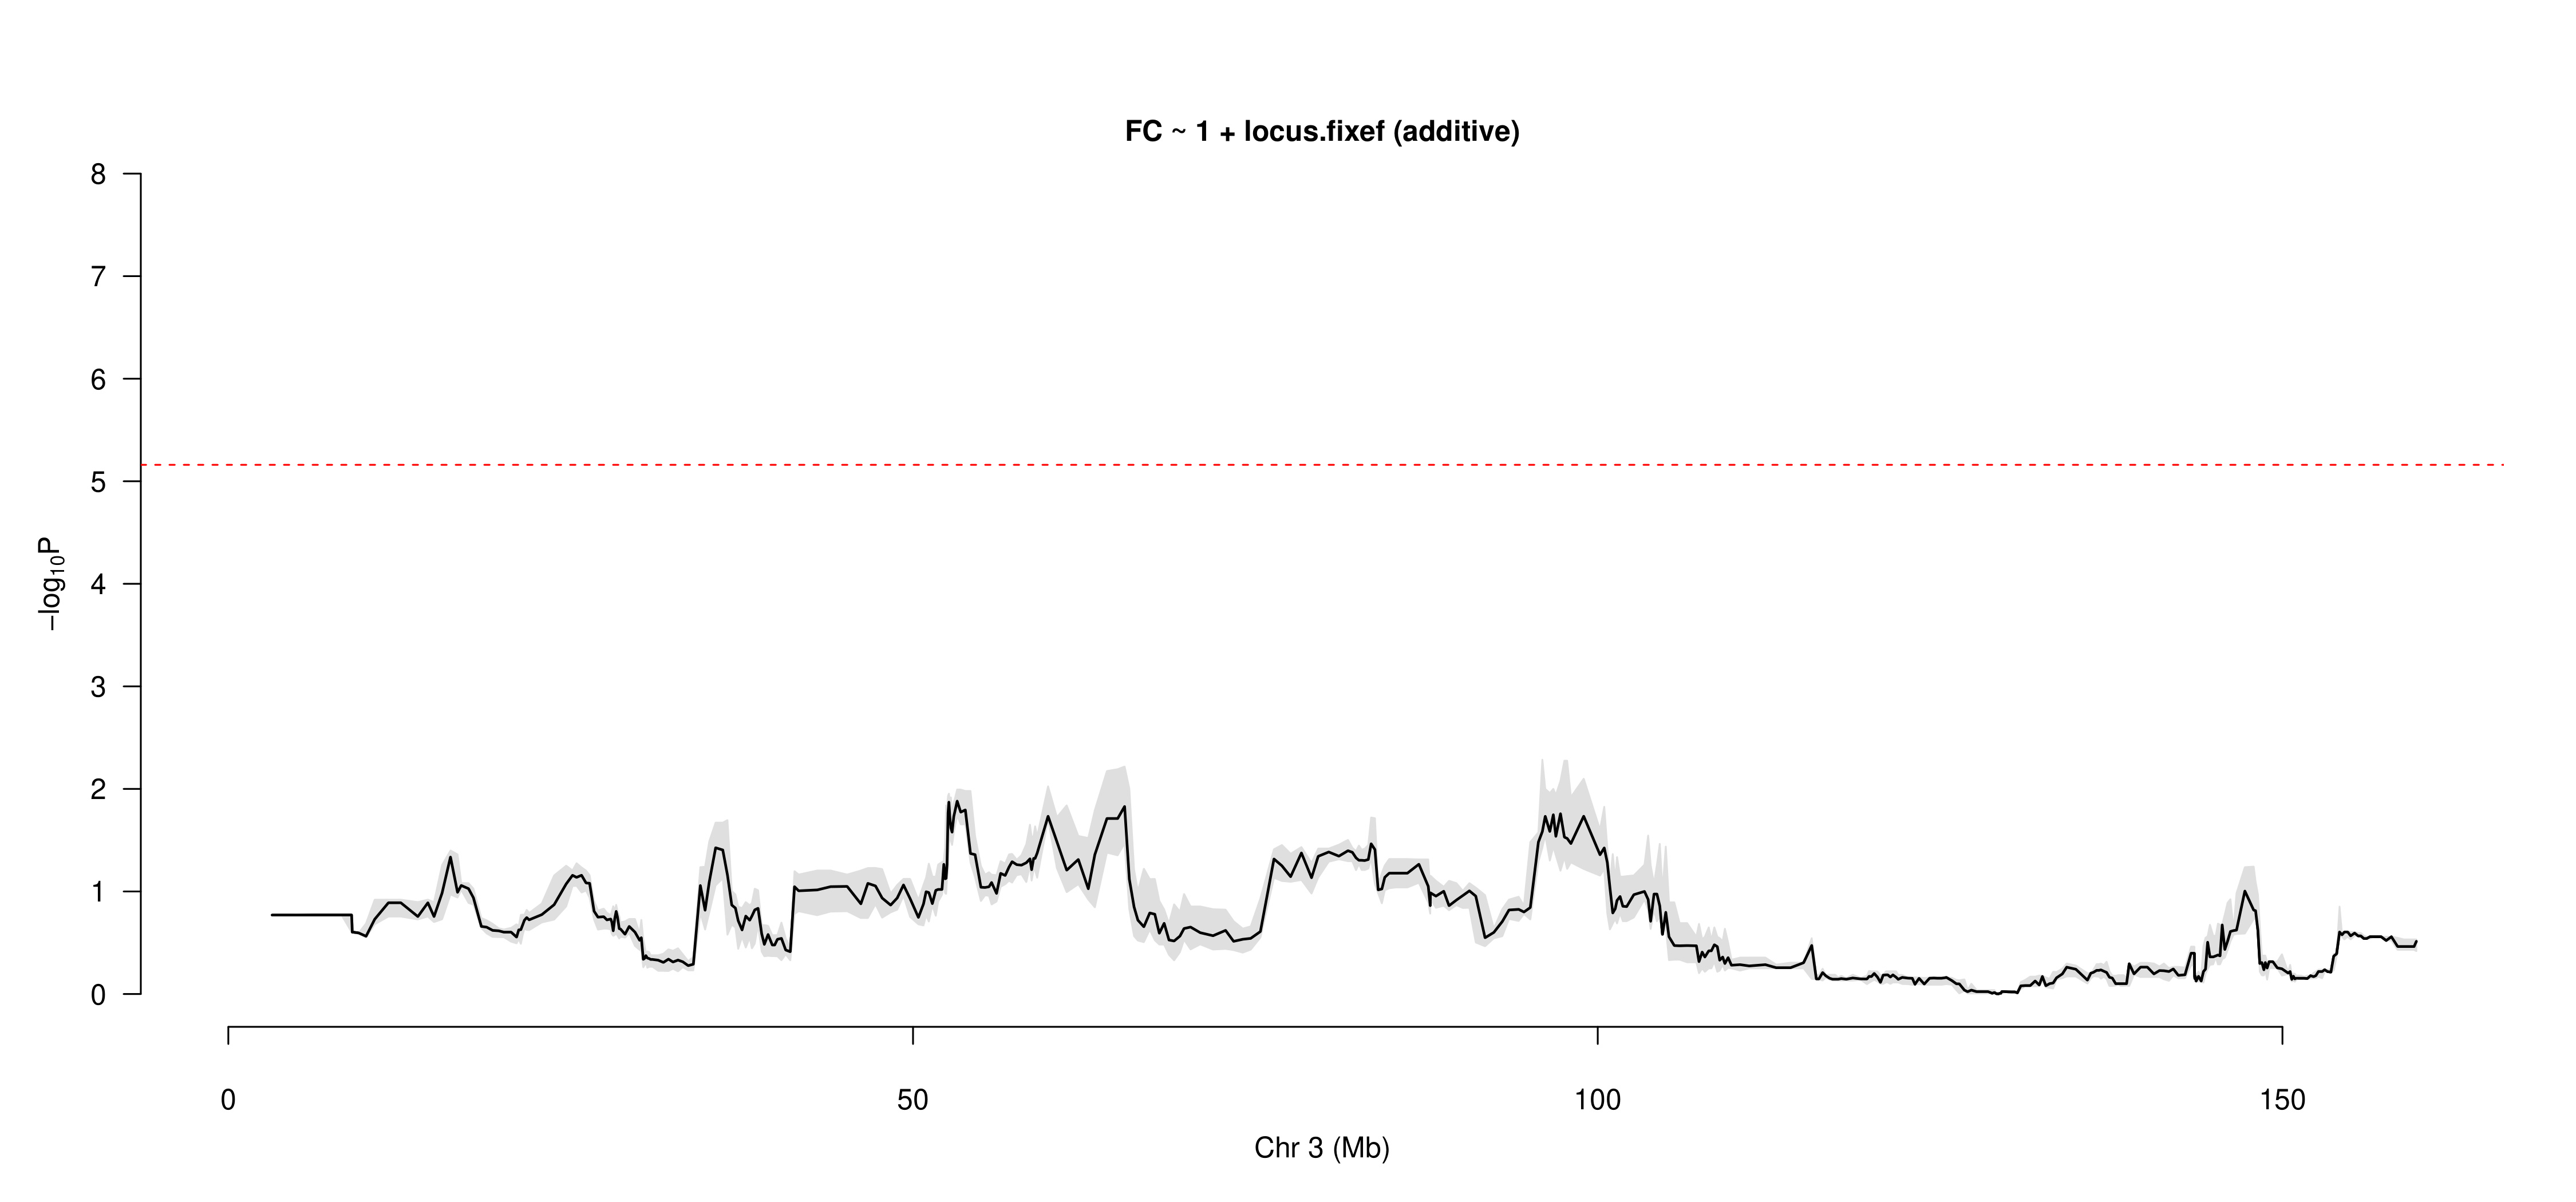 FC ~ 1 + locus.fixef (additive)
8
7
6
5
4
3
2
1
0
−log10P
0 50 100 150
Chr 3 (Mb)